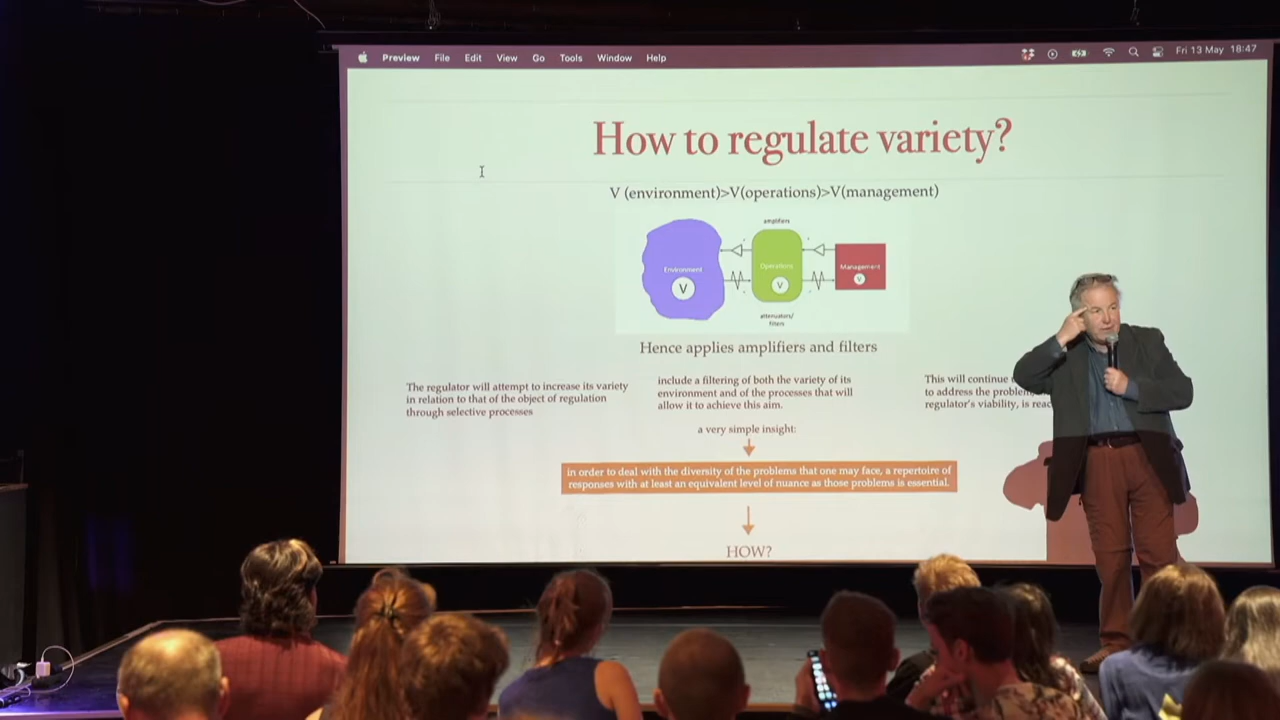 Preview File Edit View Go Tools Window Help
Fri 13 May 18:47
How to regulate variety?
V (environment)>V(operations)>V(management)
amplifiers
Environment
Operations
Management
V
V
V
attenuators/
filters
Hence applies amplifiers and filters
The regulator will attempt to increase its variety
in relation to that of the object of regulation
through selective processes
include a filtering of both the variety of its
environment and of the processes that will
allow it to achieve this aim.
This will continue
to address the problem
regulator's viability, is
a very simple insight:
in order to deal with the diversity of the problems that one may face, a repertoire of
responses with at least an equivalent level of nuance as those problems is essential.
HOW?